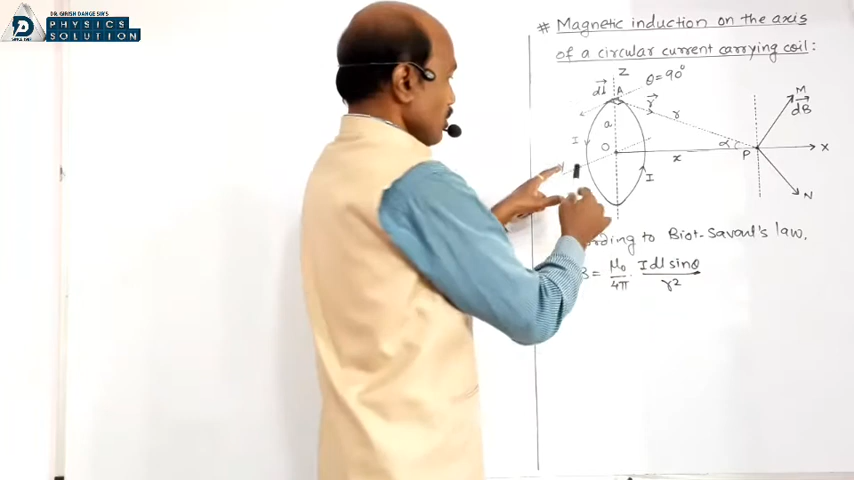 DR. GIRISH DANGE SIR's
PHYSICS
SOLUTION
# Magnetic induction on the axis
of a circular current carrying coil :
Z
θ = 90°
dl A
r
r
M
dB
a
I
O
α
P
X
x
I
N
to Biot-Savart's law,
B = μ₀/4π · Idl sinθ/r²